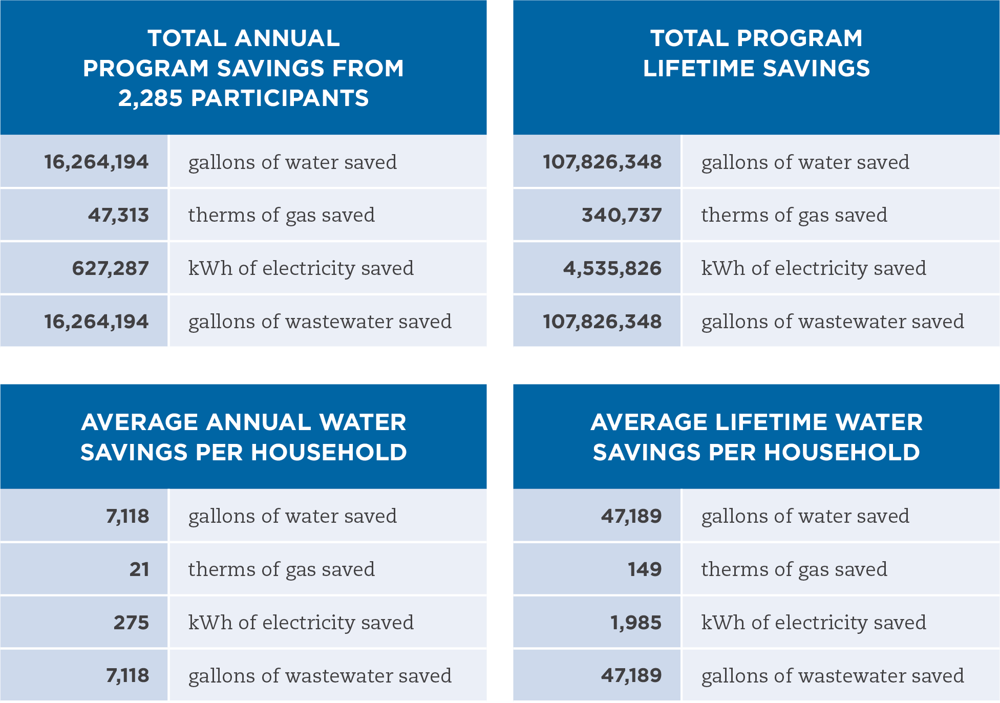 TOTAL ANNUAL
PROGRAM SAVINGS FROM
2,285 PARTICIPANTS
16,264,194 gallons of water saved
47,313 therms of gas saved
627,287 kWh of electricity saved
16,264,194 gallons of wastewater saved
TOTAL PROGRAM
LIFETIME SAVINGS
107,826,348 gallons of water saved
340,737 therms of gas saved
4,535,826 kWh of electricity saved
107,826,348 gallons of wastewater saved
AVERAGE ANNUAL WATER
SAVINGS PER HOUSEHOLD
7,118 gallons of water saved
21 therms of gas saved
275 kWh of electricity saved
7,118 gallons of wastewater saved
AVERAGE LIFETIME WATER
SAVINGS PER HOUSEHOLD
47,189 gallons of water saved
149 therms of gas saved
1,985 kWh of electricity saved
47,189 gallons of wastewater saved